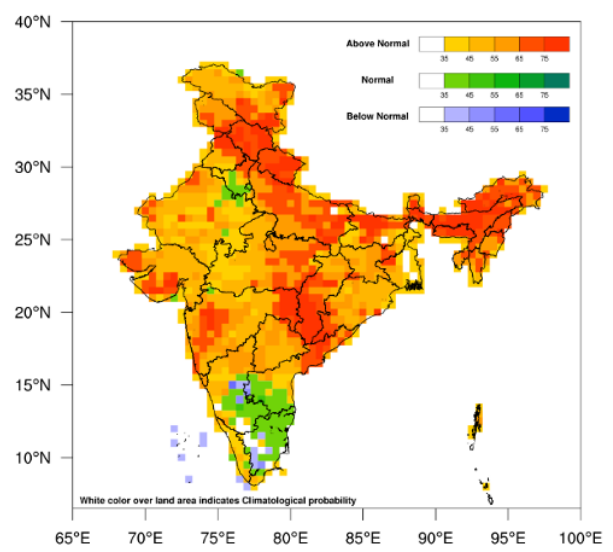 40°N
35°N
30°N
25°N
20°N
15°N
10°N
Above Normal
35 45 55 65 75
Normal
35 45 55 65 75
Below Normal
35 45 55 65 75
White color over land area indicates Climatological probability
65°E 70°E 75°E 80°E 85°E 90°E 95°E 100°E